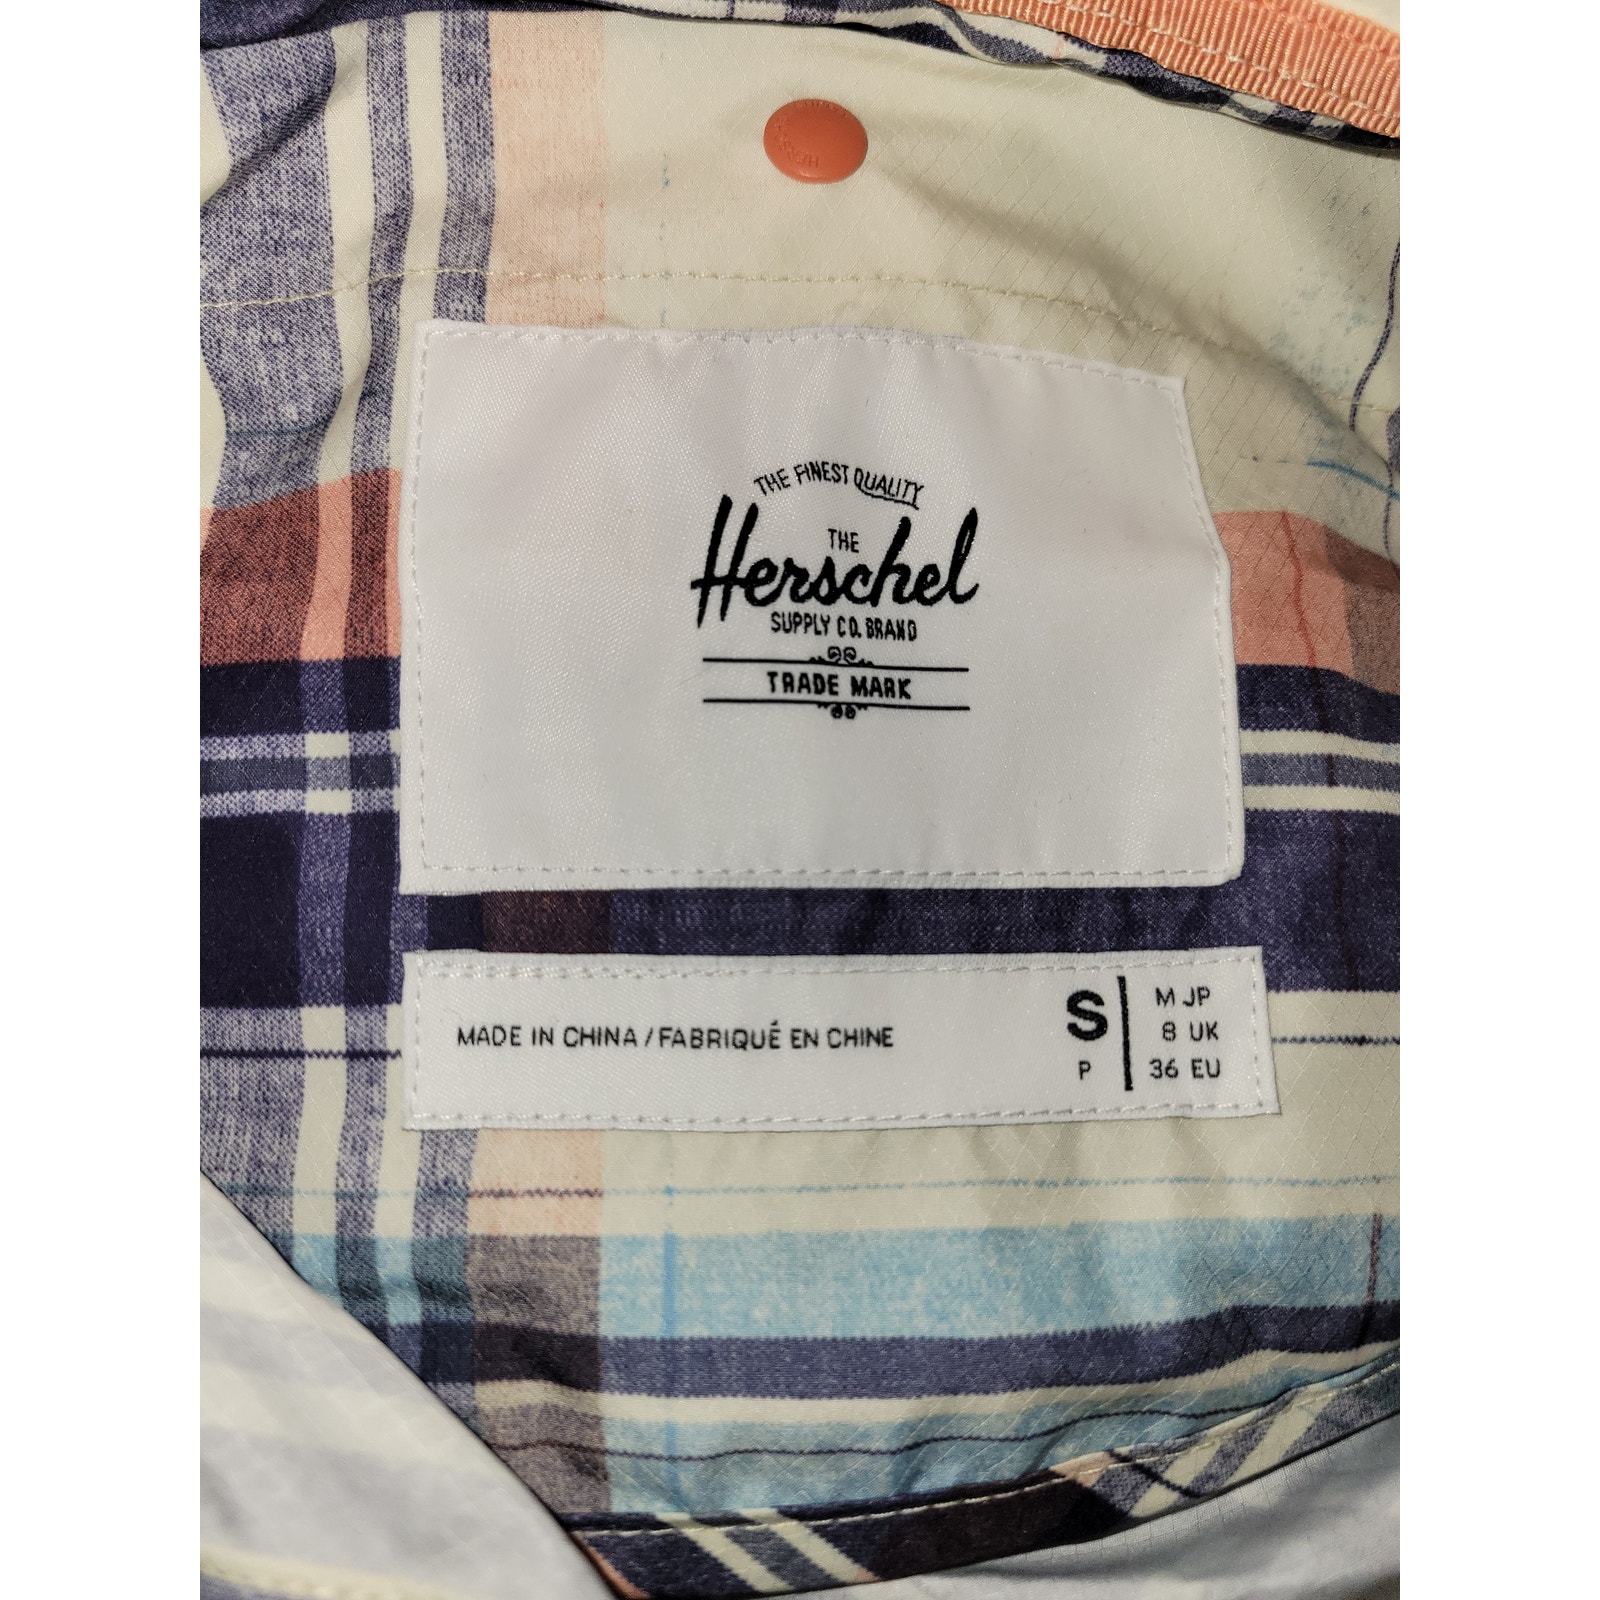 THE FINEST QUALITY
THE
Herschel
SUPPLY CO. BRAND
TRADE MARK
MADE IN CHINA / FABRIQUÉ EN CHINE
S
P
M JP
8 UK
36 EU